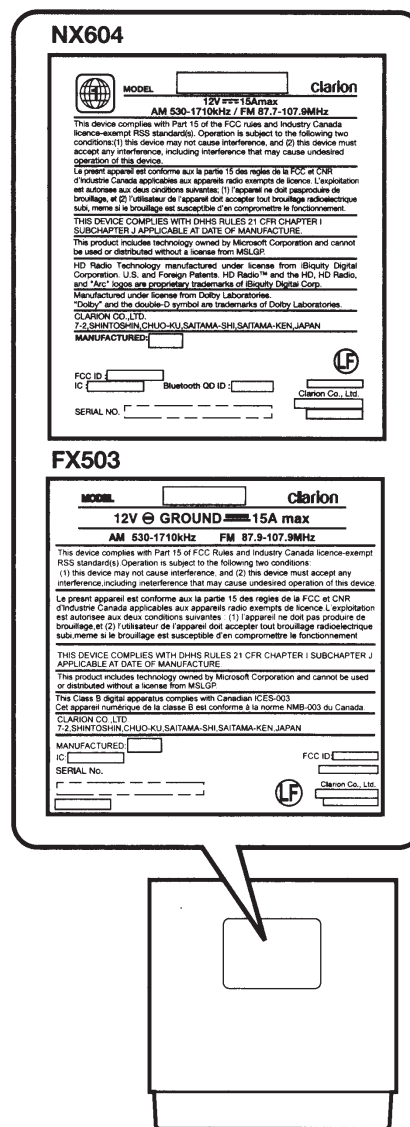 NX604
MODEL
clarion
12V 15Amax
AM 530-1710kHz / FM 87.7-107.9MHz
This device complies with Part 15 of the FCC rules and Industry Canada
licence-exempt RSS standard(s). Operation is subject to the following two
conditions:(1) this device may not cause interference, and (2) this device must
accept any interference, including interference that may cause undesired
operation of this device.
Le present appareil est conforme aux la partie 15 des regles de la FCC et CNR
d'Industrie Canada applicables aux appareils radio exempts de licence. L'exploitation
est autorisee aux deux cinditions suivantes; (1) l'appareil ne doit pasproduire de
brouillage, et (2) l'utilisateur de l'appareil doit accepter tout brouillage radioelectrique
subi, meme si le brouillage est susceptible d'en compromettre le fonctionnement.
THIS DEVICE COMPLIES WITH DHHS RULES 21 CFR CHAPTER I
SUBCHAPTER J APPLICABLE AT DATE OF MANUFACTURE.
This product includes technology owned by Microsoft Corporation and cannot
be used or distributed without a license from MSLGP.
HD Radio Technology manufactured under license from iBiquity Digital
Corporation. U.S. and Foreign Patents. HD Radio™ and the HD, HD Radio,
and "Arc" logos are proprietary trademarks of iBiquity Digital Corp.
Manufactured under license from Dolby Laboratories.
"Dolby" and the double-D symbol are trademarks of Dolby Laboratories.
CLARION CO.,LTD.
7-2,SHINTOSHIN,CHUO-KU,SAITAMA-SHI,SAITAMA-KEN,JAPAN
MANUFACTURED:
LF
FCC ID :
IC :
Bluetooth QD ID :
Clarion Co., Ltd.
SERIAL NO.
FX503
MODEL
clarion
12V ⊖ GROUND 15A max
AM 530-1710kHz FM 87.9-107.9MHz
This device complies with Part 15 of FCC Rules and Industry Canada licence-exempt
RSS standard(s).Operation is subject to the following two conditions:
(1) this device may not cause interference, and (2) this device must accept any
interference,including ineterference that may cause undesired operation of this device.
Le presant appareil est conforme aux la partie 15 des regles de la FCC et CNR
d'Industrie Canada applicables aux appareils radio exempts de licence L'exploitation
est autorisee aux deux conditions suivantes : (1) l'appareil ne doit pas produire de
brouillage,et (2) l'utilizateur de l'appareil doit accepter tout brouillage radioelectrique
subi,meme si le brouillage est susceptible d'en compromettre le fonctionnement
THIS DEVICE COMPLIES WITH DHHS RULES 21 CFR CHAPTER I SUBCHAPTER J
APPLICABLE AT DATE OF MANUFACTURE
This product includes technology owned by Microsoft Corporation and cannot be used
or distributed without a license from MSLGP.
This Class B digital apparatus complies with Canadian ICES-003
Cet appareil numérique de la classe B est conforme à la norme NMB-003 du Canada.
CLARION CO.,LTD
7-2,SHINTOSHIN,CHUO-KU,SAITAMA-SHI,SAITAMA-KEN,JAPAN
MANUFACTURED:
IC:
FCC ID:
SERIAL No.
LF
Clarion Co., Ltd.